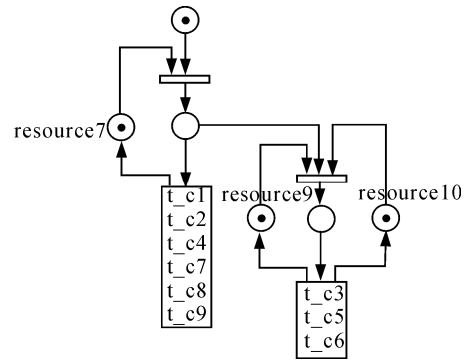 resource7
t_c1
t_c2
t_c4
t_c7
t_c8
t_c9
resource9
resource10
t_c3
t_c5
t_c6